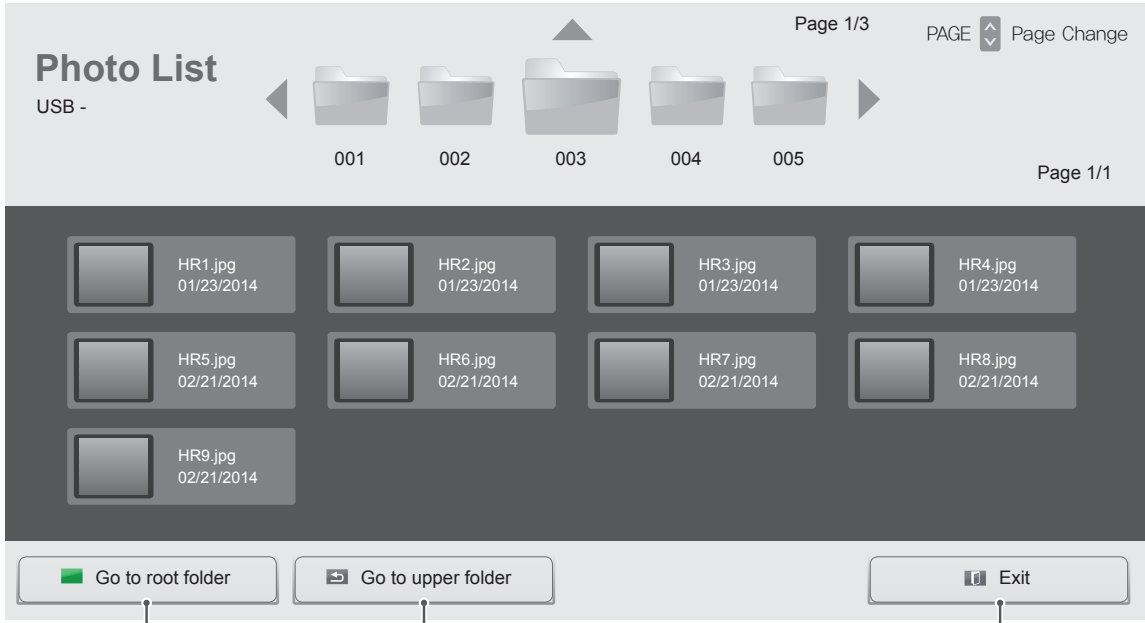 Page 1/3
PAGE Page Change
Photo List
USB -
001 002 003 004 005
Page 1/1
HR1.jpg
01/23/2014
HR2.jpg
01/23/2014
HR3.jpg
01/23/2014
HR4.jpg
01/23/2014
HR5.jpg
02/21/2014
HR6.jpg
02/21/2014
HR7.jpg
02/21/2014
HR8.jpg
02/21/2014
HR9.jpg
02/21/2014
Go to root folder
Go to upper folder
Exit